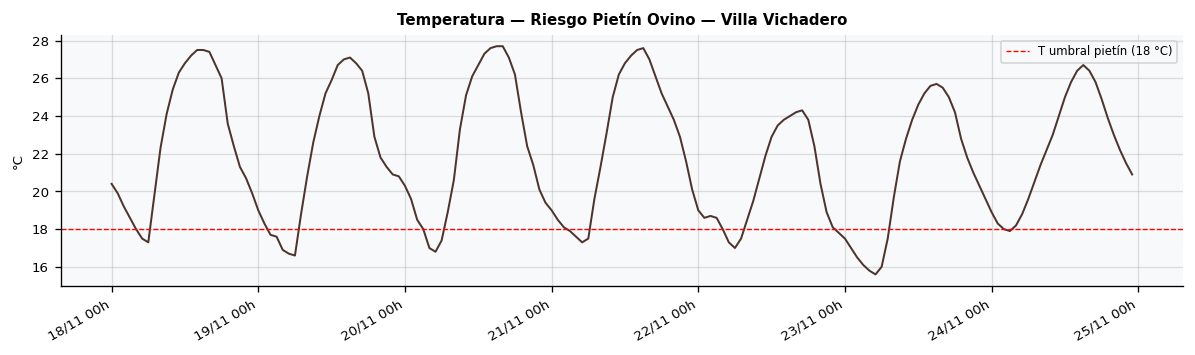 Temperatura — Riesgo Pietín Ovino — Villa Vichadero
T umbral pietín (18 °C)
°C
28
26
24
22
20
18
16
18/11 00h
19/11 00h
20/11 00h
21/11 00h
22/11 00h
23/11 00h
24/11 00h
25/11 00h